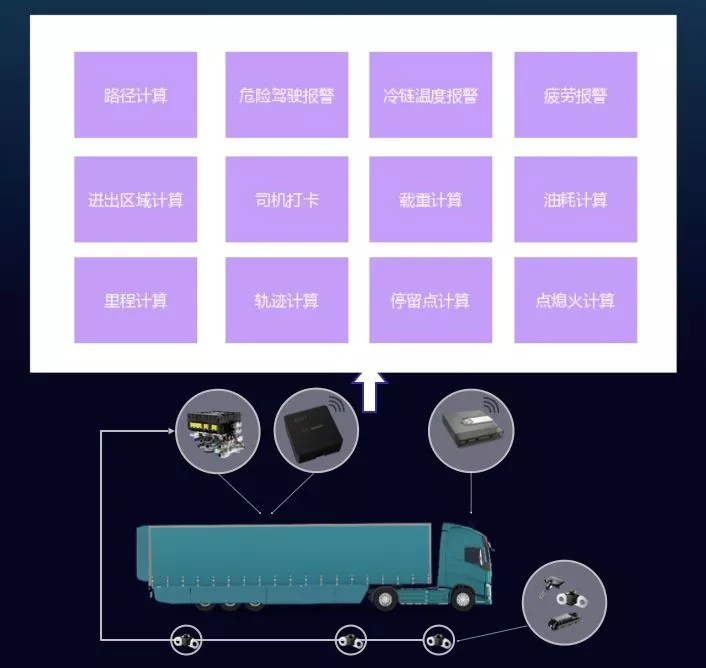 路径计算
危险驾驶报警
冷链温度报警
疲劳报警
进出区域计算
司机打卡
载重计算
油耗计算
里程计算
轨迹计算
停留点计算
点熄火计算